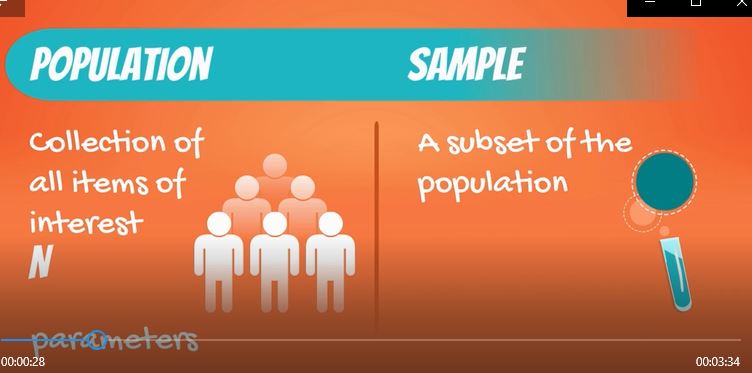 POPULATION
SAMPLE
Collection of
all items of
interest
N
parameters
A subset of the
population
00:00:28
00:03:34